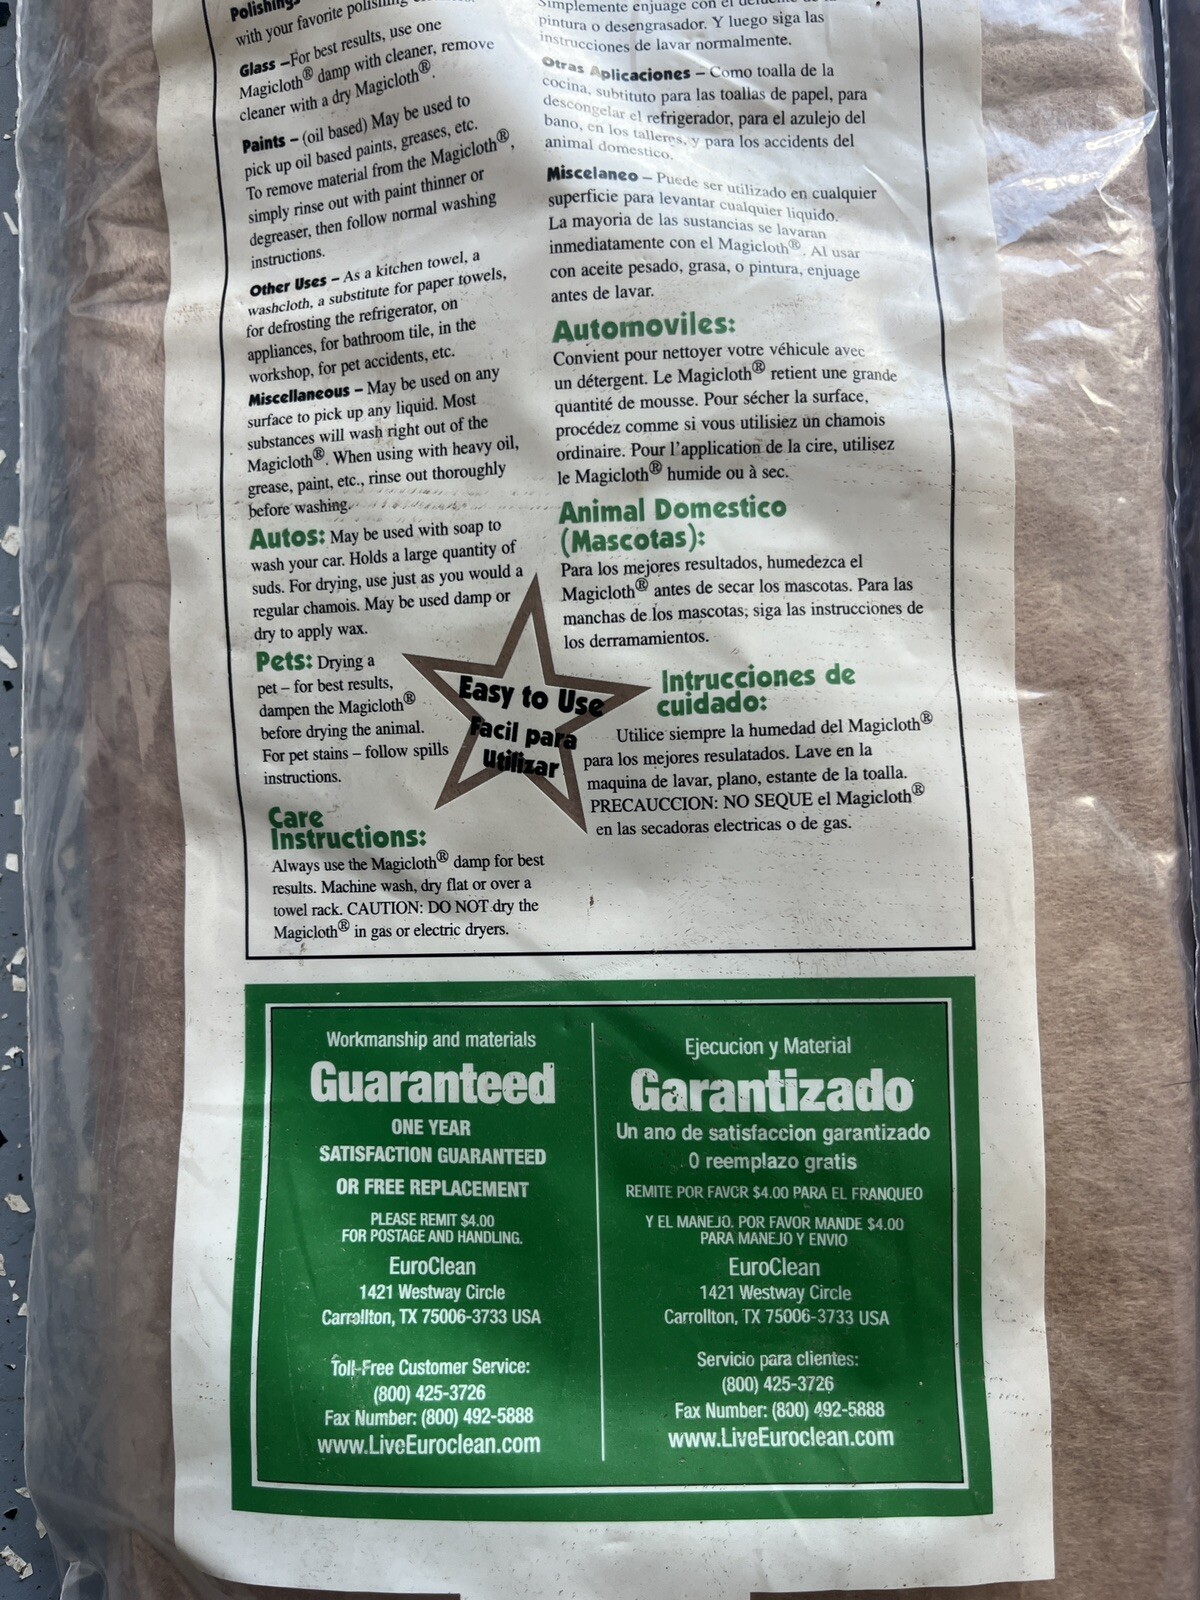 Polishings
with your favorite polishing
Glass –For best results, use one
Magicloth® damp with cleaner, remove
cleaner with a dry Magicloth®.
Paints – (oil based) May be used to
pick up oil based paints, greases, etc.
To remove material from the Magicloth®,
simply rinse out with paint thinner or
degreaser, then follow normal washing
instructions.
Other Uses – As a kitchen towel, a
washcloth, a substitute for paper towels,
for defrosting the refrigerator, on
appliances, for bathroom tile, in the
workshop, for pet accidents, etc.
Miscellaneous – May be used on any
surface to pick up any liquid. Most
substances will wash right out of the
Magicloth®. When using with heavy oil,
grease, paint, etc., rinse out thoroughly
before washing.
Autos: May be used with soap to
wash your car. Holds a large quantity of
suds. For drying, use just as you would a
regular chamois. May be used damp or
dry to apply wax.
Pets: Drying a
pet – for best results,
dampen the Magicloth®
before drying the animal.
For pet stains – follow spills
instructions.
Care
Instructions:
Always use the Magicloth® damp for best
results. Machine wash, dry flat or over a
towel rack. CAUTION: DO NOT dry the
Magicloth® in gas or electric dryers.
Easy to Use
Facil para
utilizar
Simplemente enjuage con el
pintura o desengrasador. Y luego siga las
instrucciones de lavar normalmente.
Otras Aplicaciones – Como toalla de la
cocina, subtituto para las toallas de papel, para
descongelar el refrigerador, para el azulejo del
bano, en los talleres, y para los accidents del
animal domestico.
Miscelaneo – Puede ser utilizado en cualquier
superficie para levantar cualquier liquido.
La mayoria de las sustancias se lavaran
inmediatamente con el Magicloth®. Al usar
con aceite pesado, grasa, o pintura, enjuage
antes de lavar.
Automoviles:
Convient pour nettoyer votre véhicule avec
un détergent. Le Magicloth® retient une grande
quantité de mousse. Pour sécher la surface,
procédez comme si vous utilisiez un chamois
ordinaire. Pour l'application de la cire, utilisez
le Magicloth® humide ou à sec.
Animal Domestico
(Mascotas):
Para los mejores resultados, humedezca el
Magicloth® antes de secar los mascotas. Para las
manchas de los mascotas, siga las instrucciones de
los derramamientos.
Intrucciones de
cuidado:
Utilice siempre la humedad del Magicloth®
para los mejores resulatados. Lave en la
maquina de lavar, plano, estante de la toalla.
PRECAUCCION: NO SEQUE el Magicloth®
en las secadoras electricas o de gas.
Workmanship and materials
Guaranteed
ONE YEAR
SATISFACTION GUARANTEED
OR FREE REPLACEMENT
PLEASE REMIT $4.00
FOR POSTAGE AND HANDLING.
EuroClean
1421 Westway Circle
Carrollton, TX 75006-3733 USA
Toll-Free Customer Service:
(800) 425-3726
Fax Number: (800) 492-5888
www.LiveEuroclean.com
Ejecucion y Material
Garantizado
Un ano de satisfaccion garantizado
0 reemplazo gratis
REMITE POR FAVCR $4.00 PARA EL FRANQUEO
Y EL MANEJO. POR FAVOR MANDE $4.00
PARA MANEJO Y ENVIO
EuroClean
1421 Westway Circle
Carrollton, TX 75006-3733 USA
Servicio para clientes:
(800) 425-3726
Fax Number: (800) 492-5888
www.LiveEuroclean.com